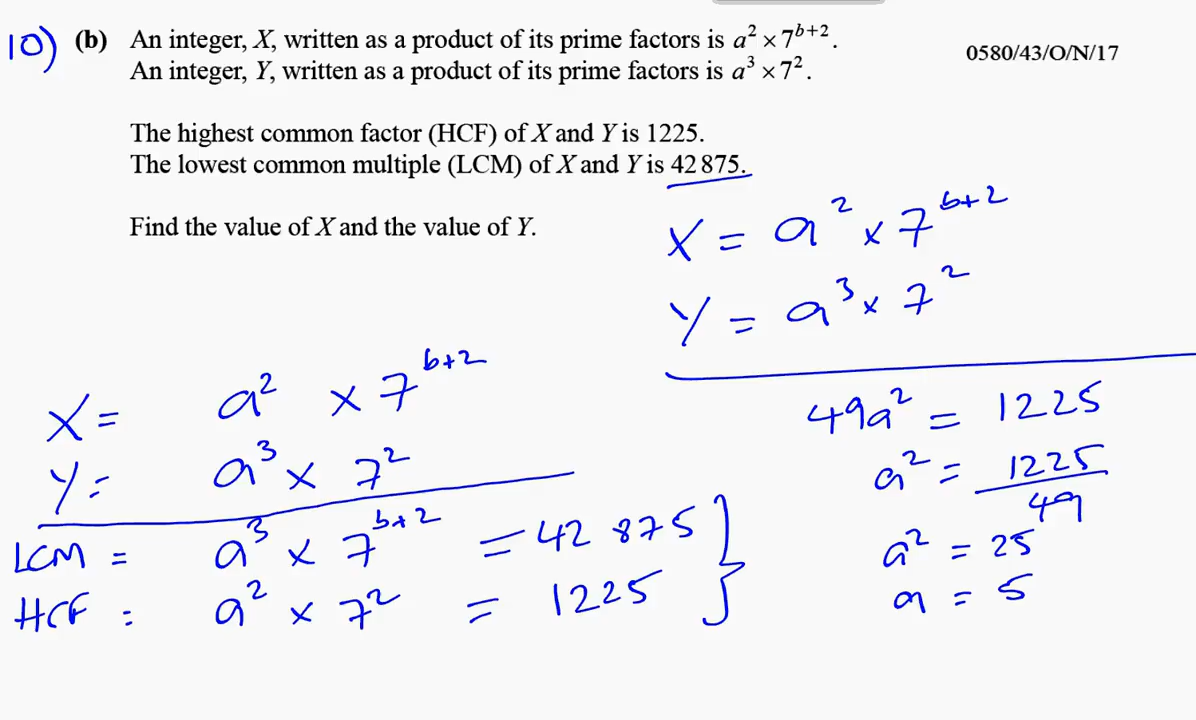 10) (b) An integer, X, written as a product of its prime factors is a² × 7ᵇ⁺².
An integer, Y, written as a product of its prime factors is a³ × 7².
0580/43/O/N/17
The highest common factor (HCF) of X and Y is 1225.
The lowest common multiple (LCM) of X and Y is 42 875.
Find the value of X and the value of Y.
X = a² × 7ᵇ⁺²
Y = a³ × 7²
X = a² × 7ᵇ⁺²
Y = a³ × 7²
LCM = a³ × 7ᵇ⁺² = 42 875
HCF = a² × 7² = 1225
49a² = 1225
a² = 1225/49
a² = 25
a = 5